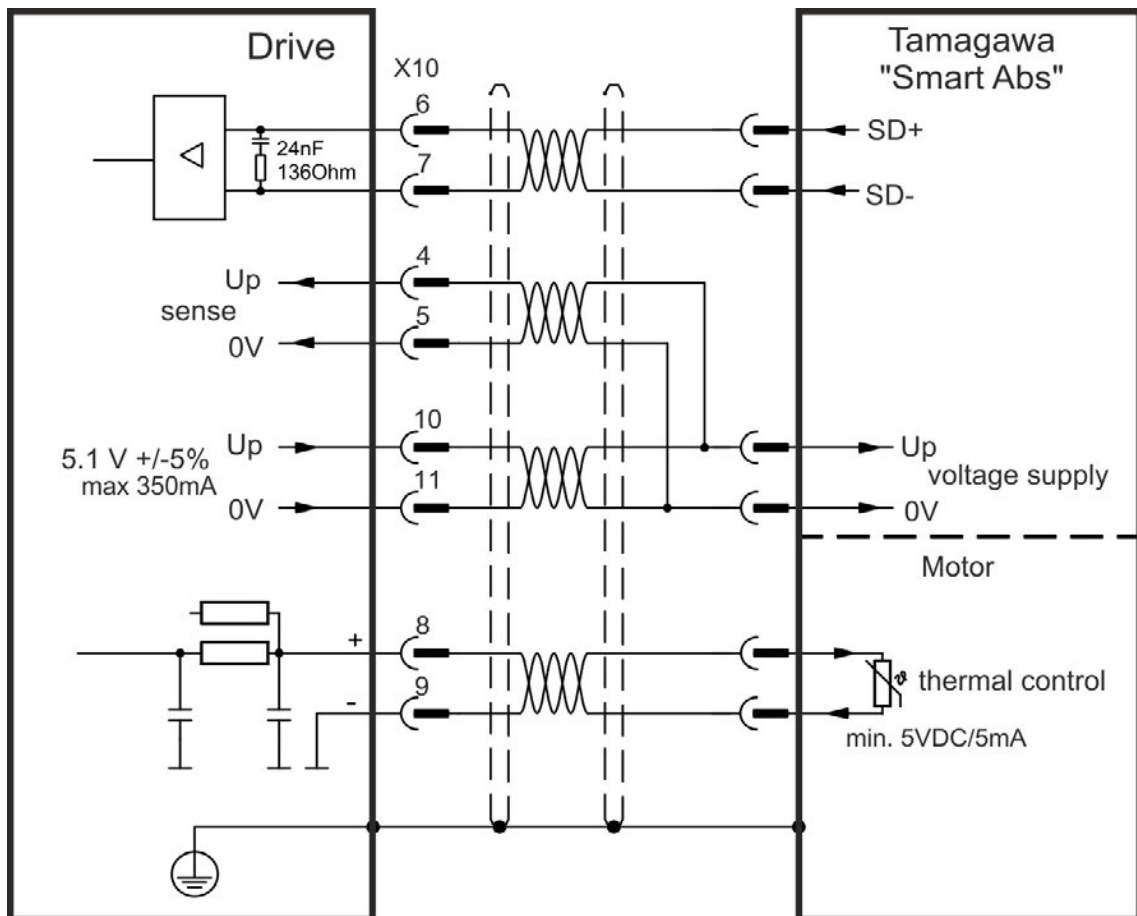 Drive
X10
Tamagawa
"Smart Abs"
6
SD+
24nF
136Ohm
7
SD-
4
Up
sense
5
0V
10
Up
5.1 V +/-5%
max 350mA
11
0V
Up
voltage supply
0V
Motor
8
+
9
-
ϑ
thermal control
min. 5VDC/5mA